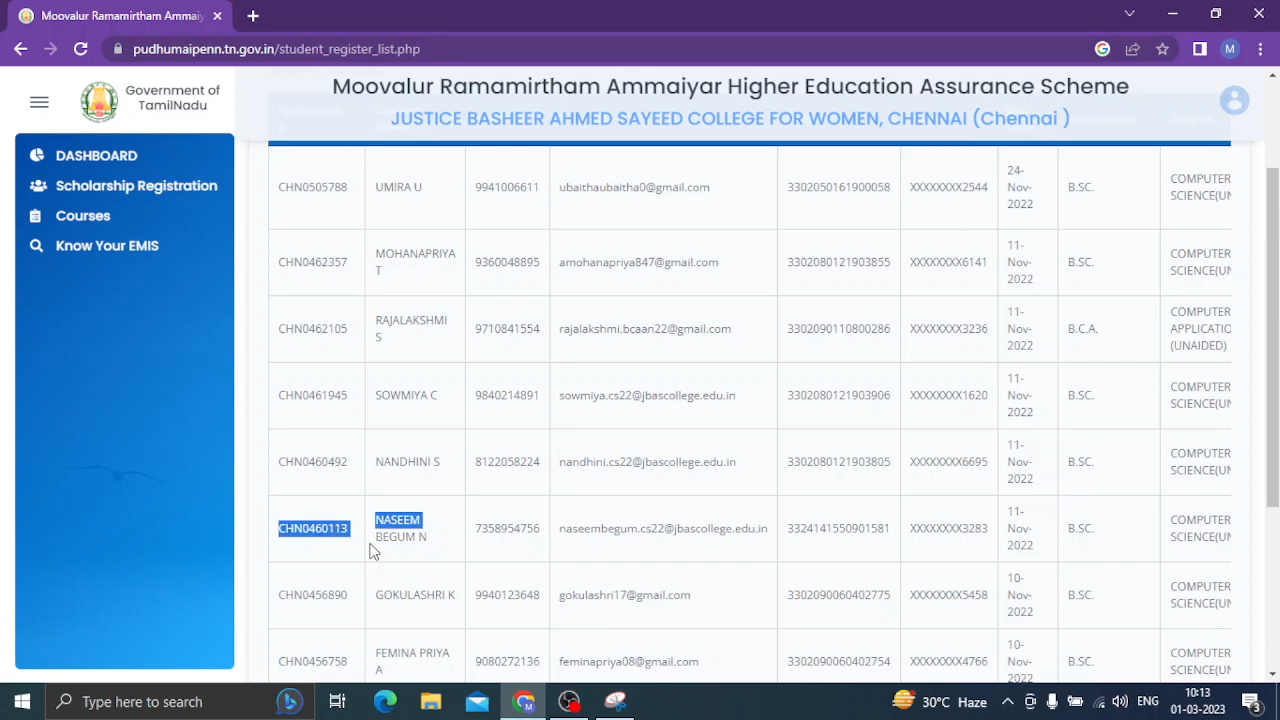 Moovalur Ramamirtham Ammaiyar
pudhumaipenn.tn.gov.in/student_register_list.php
M
Government of
TamilNadu
Moovalur Ramamirtham Ammaiyar Higher Education Assurance Scheme
JUSTICE BASHEER AHMED SAYEED COLLEGE FOR WOMEN, CHENNAI (Chennai )
DASHBOARD
Scholarship Registration
Courses
Know Your EMIS
24-
CHN0505788 UMIRA U 9941006611 ubaithaubaitha0@gmail.com 3302050161900058 XXXXXXXX2544 Nov- B.SC. COMPUTER
2022 SCIENCE(UN
11-
CHN0462357 MOHANAPRIYA 9360048895 amohanapriya847@gmail.com 3302080121903855 XXXXXXXX6141 Nov- B.SC. COMPUTER
T 2022 SCIENCE(UN
11-
CHN0462105 RAJALAKSHMI 9710841554 rajalakshmi.bcaan22@gmail.com 3302090110800286 XXXXXXXX3236 Nov- B.C.A. COMPUTER
S 2022 APPLICATIO
(UNAIDED)
11-
CHN0461945 SOWMIYA C 9840214891 sowmiya.cs22@jbascollege.edu.in 3302080121903906 XXXXXXXX1620 Nov- B.SC. COMPUTER
2022 SCIENCE(UN
11-
CHN0460492 NANDHINI S 8122058224 nandhini.cs22@jbascollege.edu.in 3302080121903805 XXXXXXXX6695 Nov- B.SC. COMPUTER
2022 SCIENCE(UN
11-
CHN0460113 NASEEM 7358954756 naseembegum.cs22@jbascollege.edu.in 3324141550901581 XXXXXXXX3283 Nov- B.SC. COMPUTER
BEGUM N 2022 SCIENCE(UN
10-
CHN0456890 GOKULASHRI K 9940123648 gokulashri17@gmail.com 3302090060402775 XXXXXXXX5458 Nov- B.SC. COMPUTER
2022 SCIENCE(UN
10-
CHN0456758 FEMINA PRIYA 9080272136 feminapriya08@gmail.com 3302090060402754 XXXXXXXX4766 Nov- B.SC. COMPUTER
A 2022 SCIENCE(UN
Type here to search
30°C Haze
ENG
10:13
01-03-2023
3